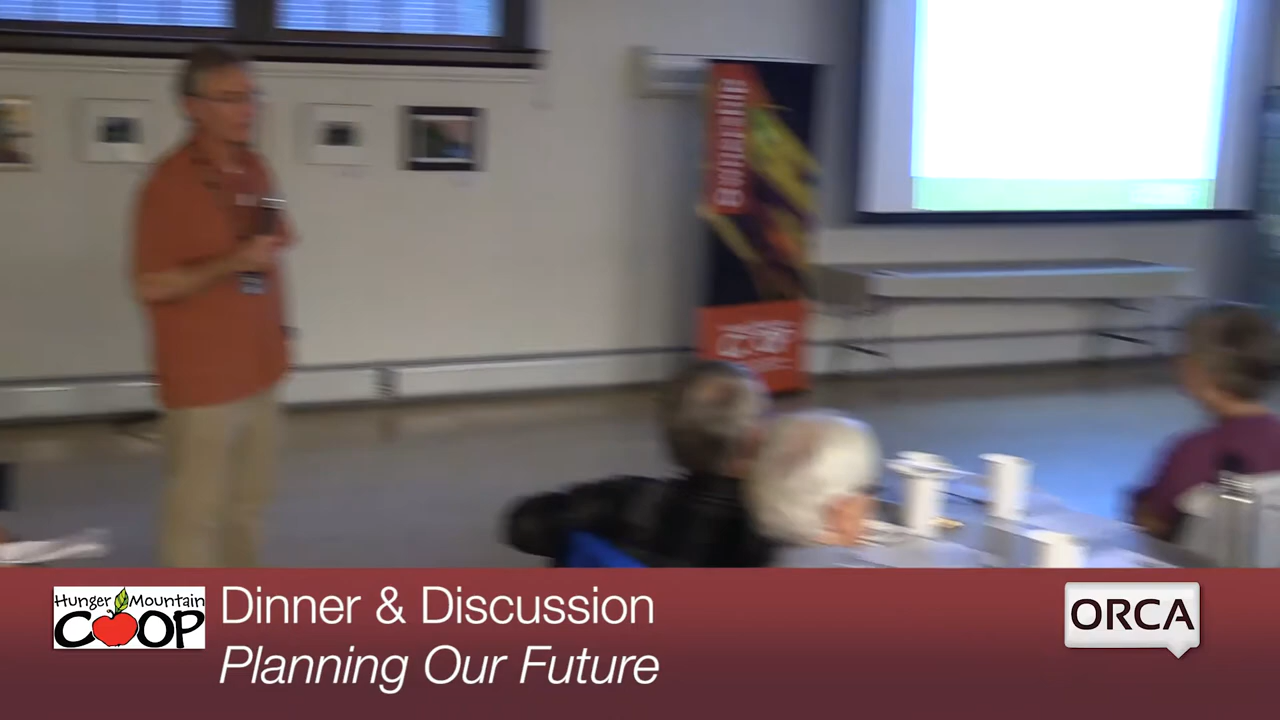 Hunger Mountain
COOP
Dinner & Discussion
Planning Our Future
ORCA